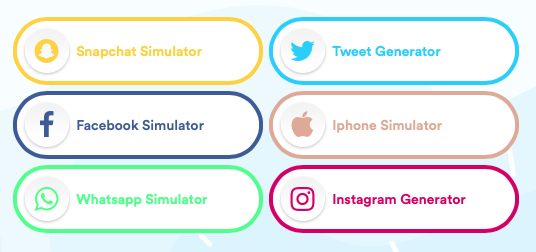 Snapchat Simulator
Tweet Generator
Facebook Simulator
Iphone Simulator
Whatsapp Simulator
Instagram Generator